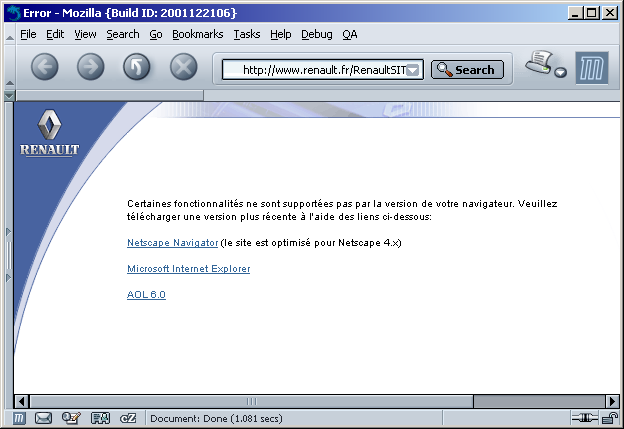 Error - Mozilla {Build ID: 2001122106}
File Edit View Search Go Bookmarks Tasks Help Debug QA
http://www.renault.fr/RenaultSIT Search
RENAULT
Certaines fonctionnalités ne sont supportées pas par la version de votre navigateur. Veuillez
télécharger une version plus récente à l'aide des liens ci-dessous:
Netscape Navigator (le site est optimisé pour Netscape 4.x)
Microsoft Internet Explorer
AOL 6.0
cZ Document: Done (1.081 secs)